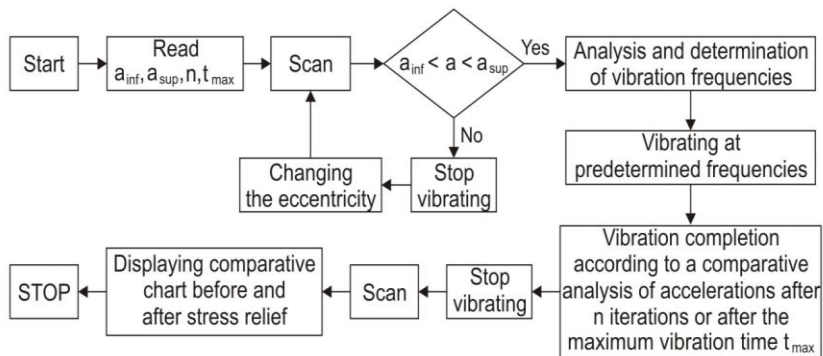 Start
Read
a_inf, a_sup, n, t_max
Scan
a_inf < a < a_sup
Yes
No
Analysis and determination
of vibration frequencies
Changing
the eccentricity
Stop
vibrating
Vibrating at
predetermined frequencies
Vibration completion
according to a comparative
analysis of accelerations after
n iterations or after the
maximum vibration time t_max
Stop
vibrating
Scan
Displaying comparative
chart before and
after stress relief
STOP